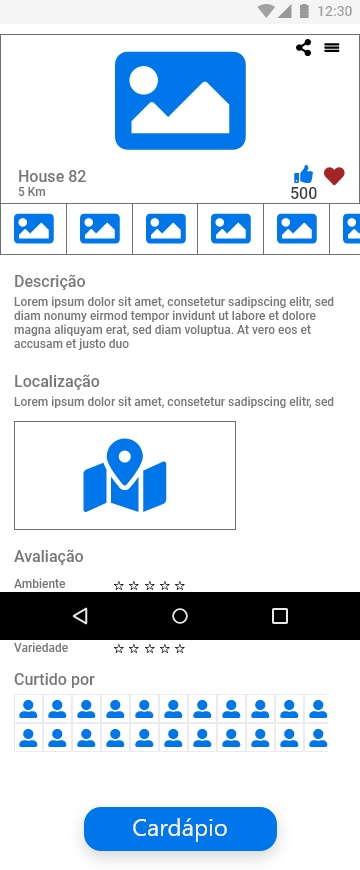 12:30
House 82
5 Km
500
Descrição
Lorem ipsum dolor sit amet, consetetur sadipscing elitr, sed
diam nonumy eirmod tempor invidunt ut labore et dolore
magna aliquyam erat, sed diam voluptua. At vero eos et
accusam et justo duo
Localização
Lorem ipsum dolor sit amet, consetetur sadipscing elitr, sed
Avaliação
Ambiente
Variedade
Curtido por
Cardápio